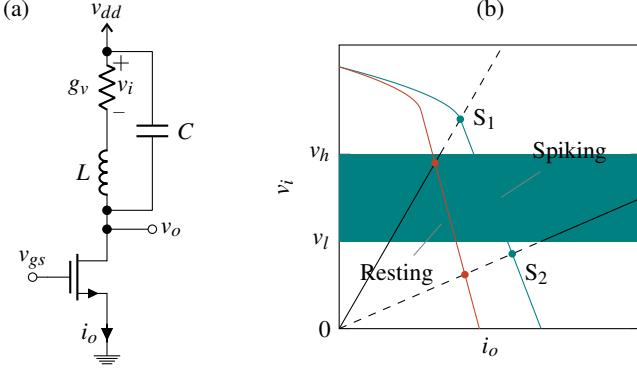 (a)
v_dd
+
g_v
v_i
−
C
L
v_o
v_gs
i_o
(b)
S_1
v_h
Spiking
v_i
v_l
Resting
S_2
0
i_o